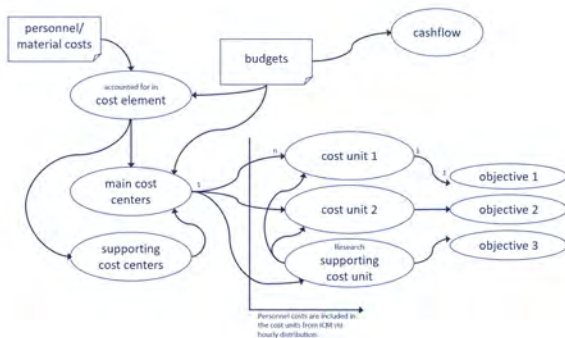 personnel/
material costs
budgets
cashflow
accounted for in
cost element
main cost
centers
supporting
cost centers
1
n
cost unit 1
1
1
objective 1
cost unit 2
objective 2
Research
supporting
cost unit
objective 3
Personnel costs are included in
the cost units from ICM via
hourly distribution